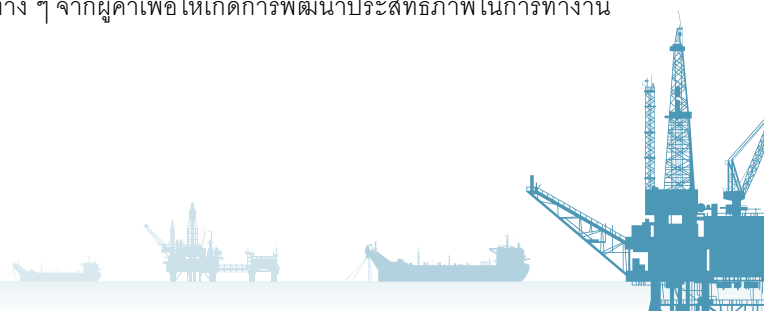 าง ๆ จากผู้ค้าเพื่อให้เกิดการพัฒนาประสิทธิภาพในการทำงาน